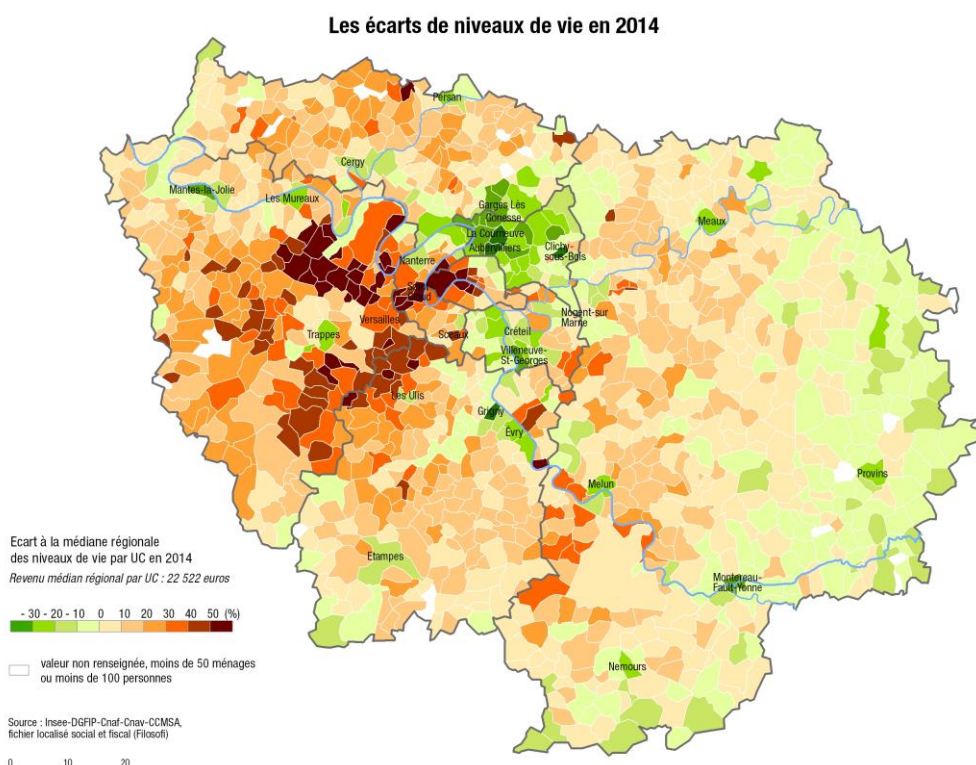 Les écarts de niveaux de vie en 2014
Persan
Cergy
Mantes-la-Jolie
Les Mureaux
Garges Lès
Gonesse
Meaux
La Courneuve
Aubervilliers
Clichy-
sous-Bois
Nanterre
Versailles
Nogent-sur
Marne
Trappes
Sceaux
Créteil
Villeneuve-
St-Georges
Les Ulis
Grigny
Évry
Provins
Melun
Ecart à la médiane régionale
des niveaux de vie par UC en 2014
Revenu médian régional par UC : 22 522 euros
Etampes
Montereau-
Fault-Yonne
- 30 - 20 - 10 0 10 20 30 40 50 (%)
valeur non renseignée, moins de 50 ménages
ou moins de 100 personnes
Nemours
Source : Insee-DGFIP-Cnaf-Cnav-CCMSA,
fichier localisé social et fiscal (Filosofi)
0 10 20